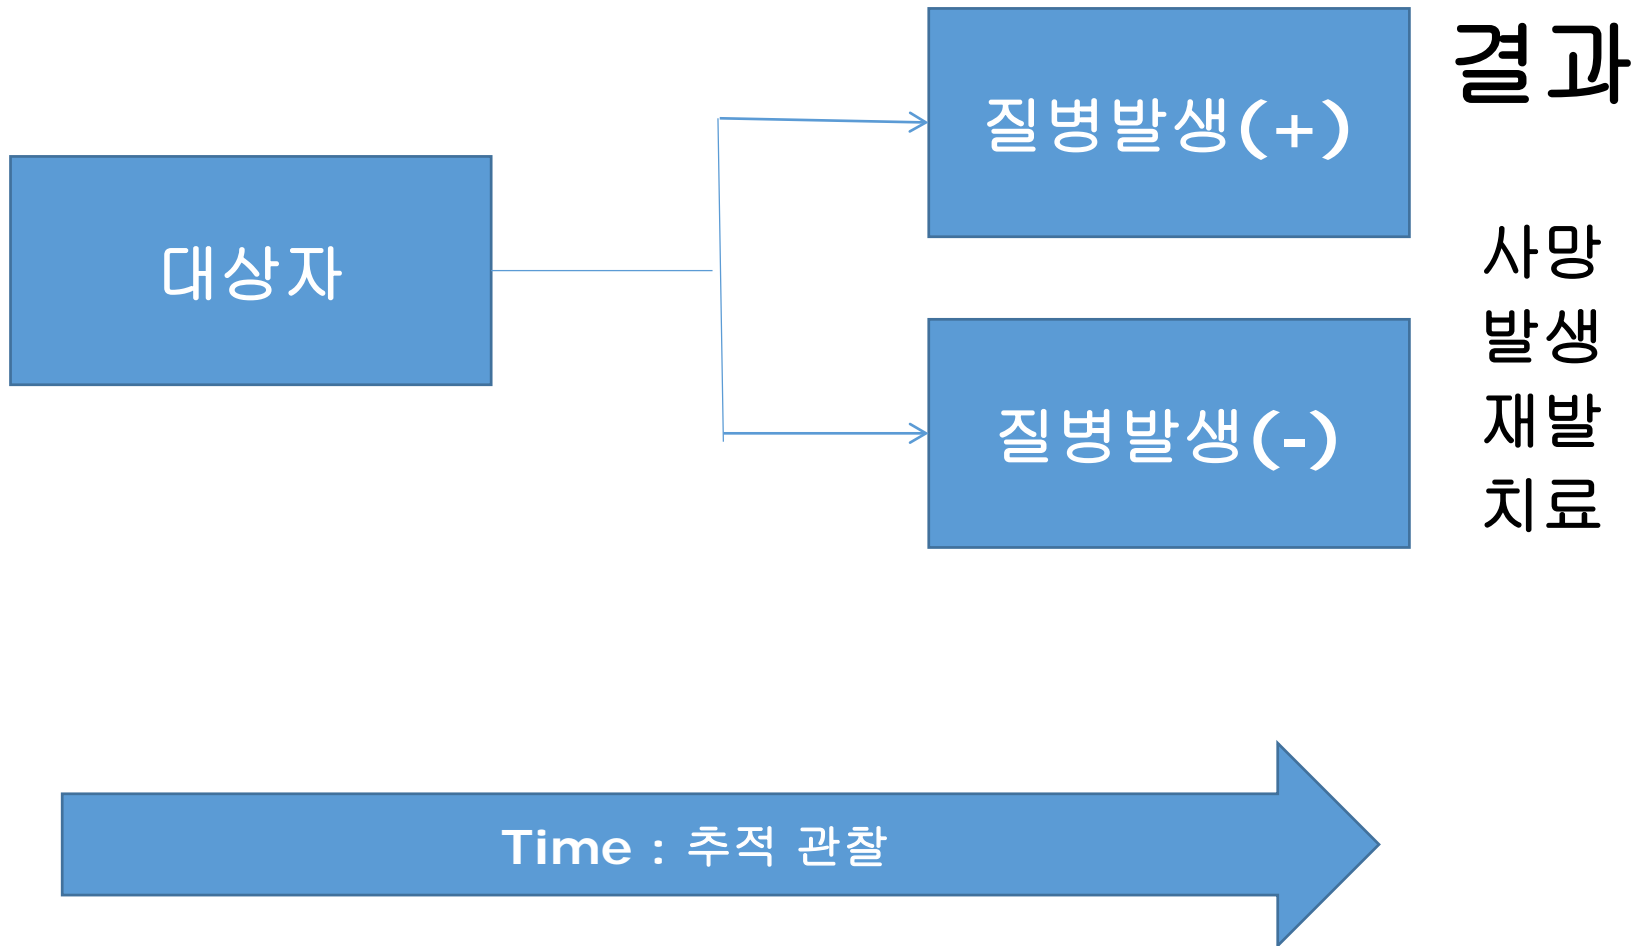 결과
질병발생(+)
대상자
사망
발생
재발
치료
질병발생(-)
Time : 추적 관찰